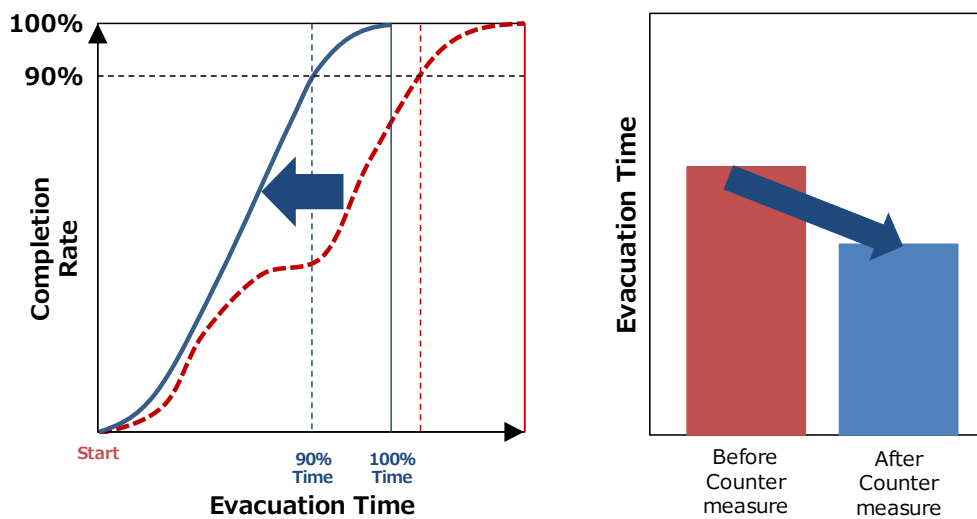 100%
90%
Completion
Rate
Start
90%
Time
100%
Time
Evacuation Time
Evacuation Time
Before
Counter
measure
After
Counter
measure